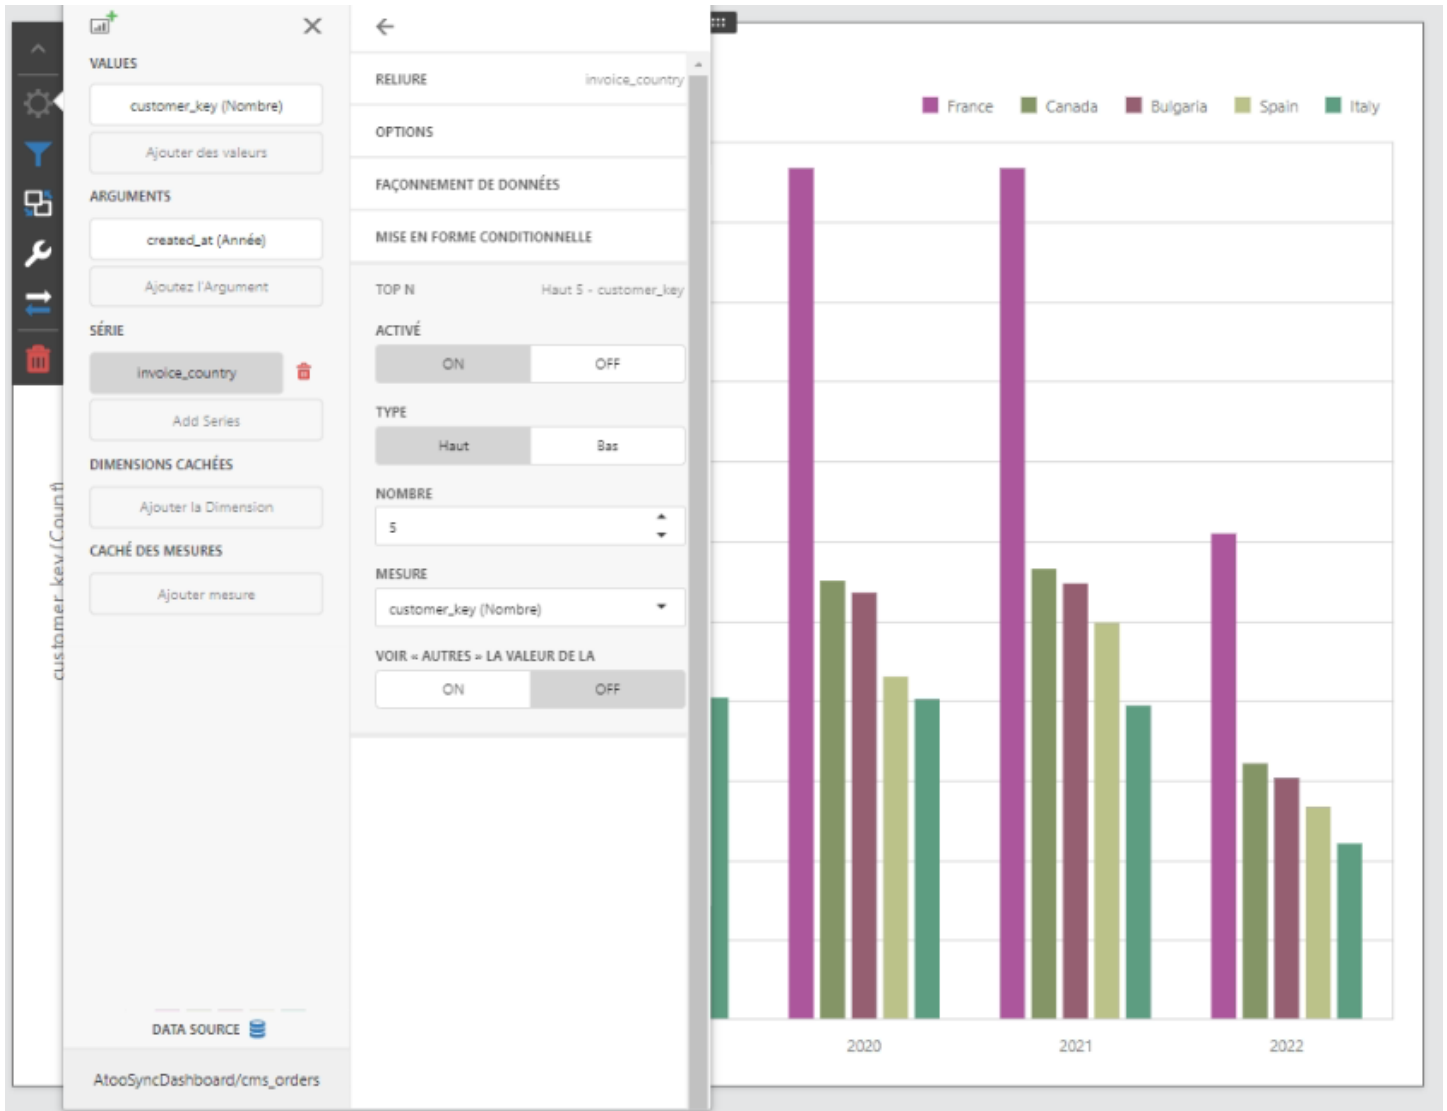 VALUES
customer_key (Nombre)
Ajouter des valeurs
ARGUMENTS
created_at (Année)
Ajoutez l'Argument
SÉRIE
invoice_country
Add Series
DIMENSIONS CACHÉES
Ajouter la Dimension
CACHÉ DES MESURES
Ajouter mesure
DATA SOURCE
AtooSyncDashboard/cms_orders
RELIURE invoice_country
OPTIONS
FAÇONNEMENT DE DONNÉES
MISE EN FORME CONDITIONNELLE
TOP N Haut 5 - customer_key
ACTIVÉ
ON OFF
TYPE
Haut Bas
NOMBRE
5
MESURE
customer_key (Nombre)
VOIR « AUTRES » LA VALEUR DE LA
ON OFF
customer_key (Count)
France Canada Bulgaria Spain Italy
2020 2021 2022